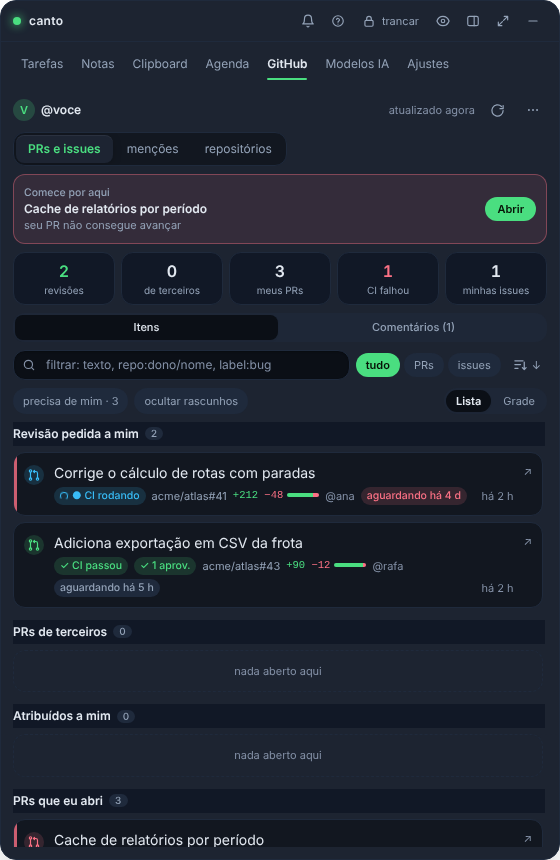 canto
trancar
Tarefas Notas Clipboard Agenda GitHub Modelos IA Ajustes
V @voce atualizado agora
PRs e issues menções repositórios
Comece por aqui
Cache de relatórios por período
seu PR não consegue avançar
Abrir
2 0 3 1 1
revisões de terceiros meus PRs CI falhou minhas issues
Itens Comentários (1)
filtrar: texto, repo:dono/nome, label:bug tudo PRs issues
precisa de mim · 3 ocultar rascunhos Lista Grade
Revisão pedida a mim 2
Corrige o cálculo de rotas com paradas
CI rodando acme/atlas#41 +212 −48 @ana aguardando há 4 d há 2 h
Adiciona exportação em CSV da frota
✓ CI passou ✓ 1 aprov. acme/atlas#43 +90 −12 @rafa
aguardando há 5 h há 2 h
PRs de terceiros 0
nada aberto aqui
Atribuídos a mim 0
nada aberto aqui
PRs que eu abri 3
Cache de relatórios por período